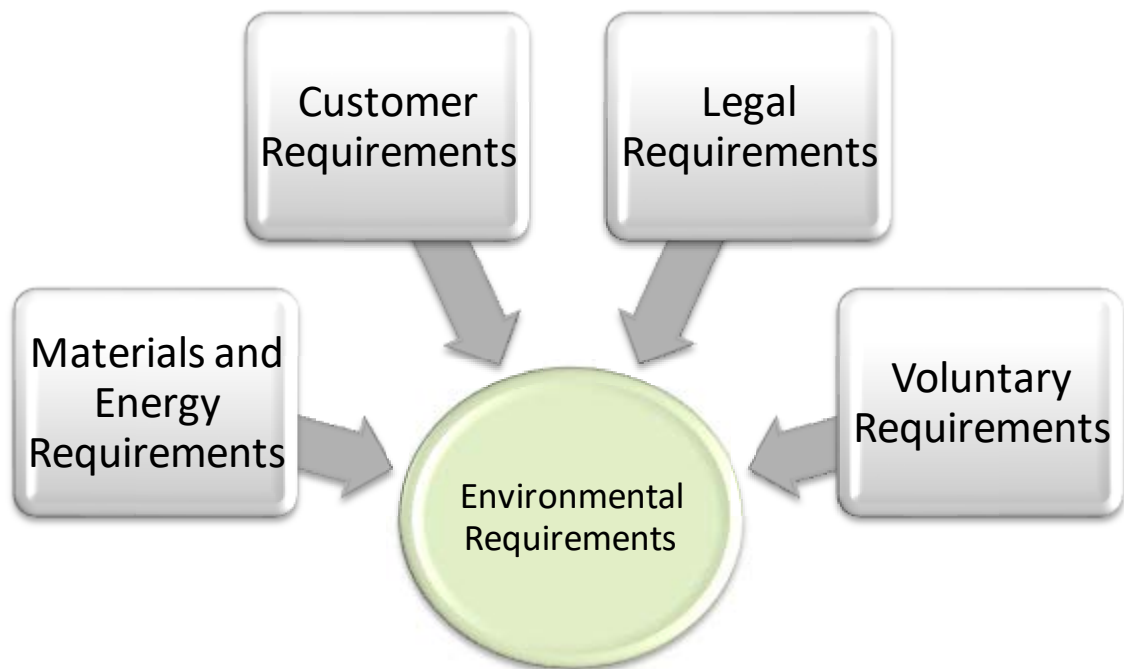 Customer
Requirements
Legal
Requirements
Materials and
Energy
Requirements
Voluntary
Requirements
Environmental
Requirements